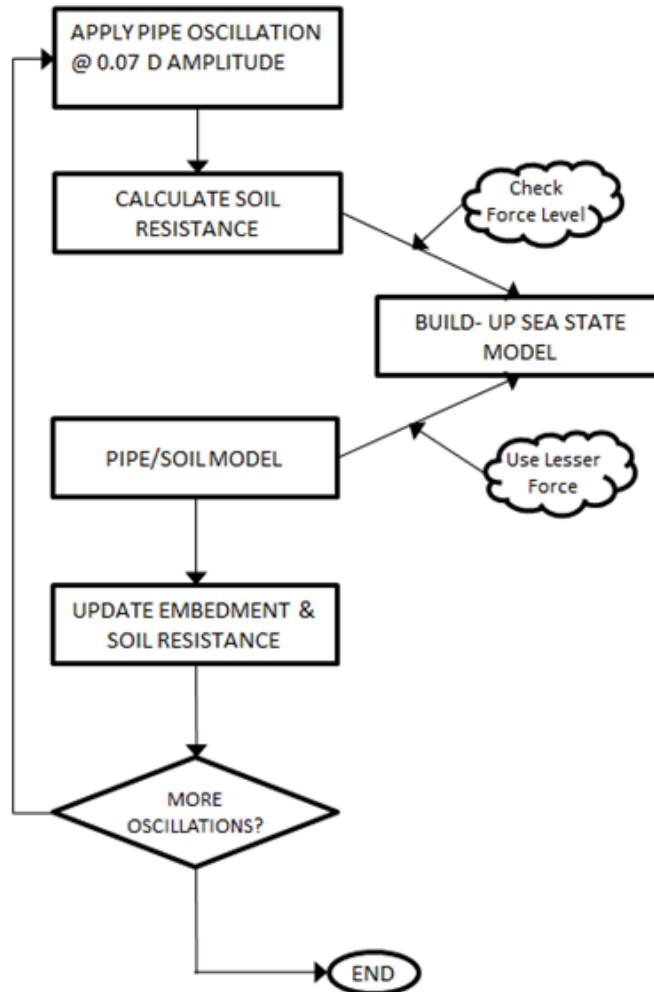 APPLY PIPE OSCILLATION
@ 0.07 D AMPLITUDE
CALCULATE SOIL
RESISTANCE
Check
Force Level
BUILD- UP SEA STATE
MODEL
PIPE/SOIL MODEL
Use Lesser
Force
UPDATE EMBEDMENT &
SOIL RESISTANCE
MORE
OSCILLATIONS?
END